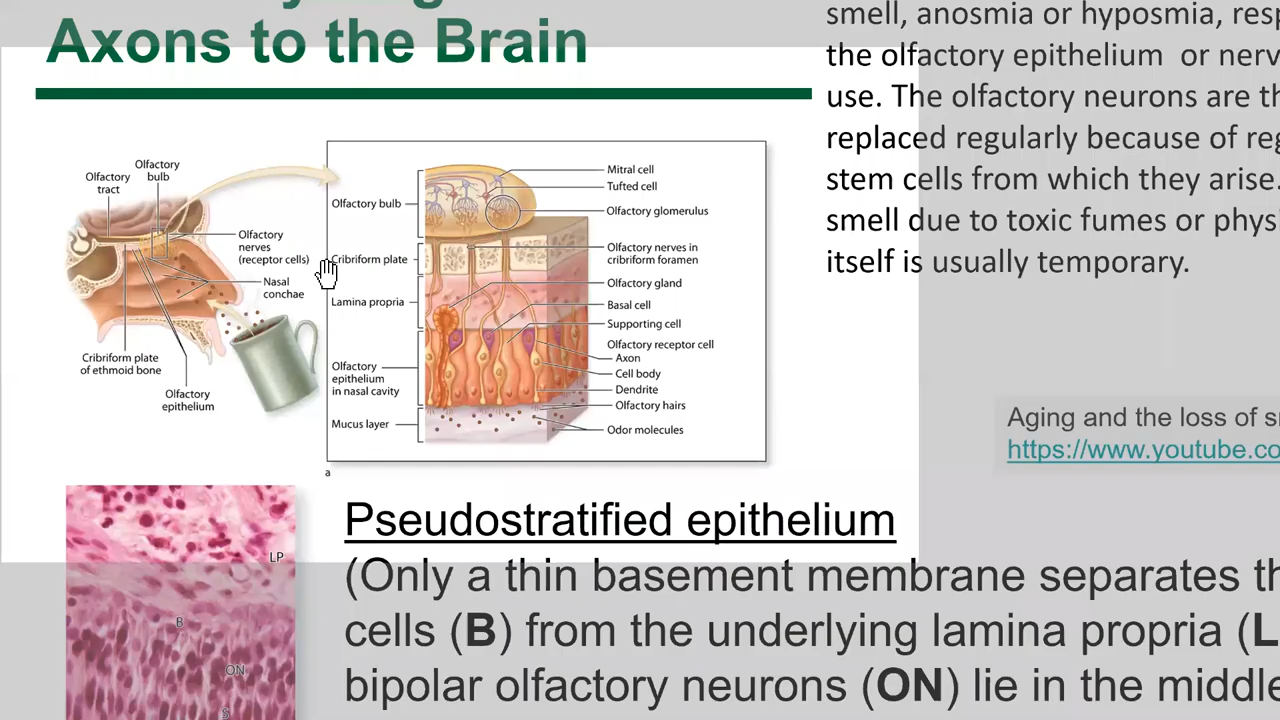 Axons to the Brain
smell, anosmia or hyposmia,
the olfactory epithelium or
use. The olfactory neurons are
replaced regularly because of
stem cells from which they arise.
smell due to toxic fumes or
itself is usually temporary.
Olfactory
bulb
Olfactory
tract
Olfactory
nerves
(receptor cells)
Nasal
conchae
Cribriform plate
of ethmoid bone
Olfactory
epithelium
Olfactory bulb
Cribriform plate
Lamina propria
Olfactory
epithelium
in nasal cavity
Mucus layer
Mitral cell
Tufted cell
Olfactory glomerulus
Olfactory nerves in
cribriform foramen
Olfactory gland
Basal cell
Supporting cell
Olfactory receptor cell
Axon
Cell body
Dendrite
Olfactory hairs
Odor molecules
a
Aging and the loss of
https://www.youtube.co
LP
B
ON
S
Pseudostratified epithelium
(Only a thin basement membrane separates
cells (B) from the underlying lamina propria (L
bipolar olfactory neurons (ON) lie in the middle